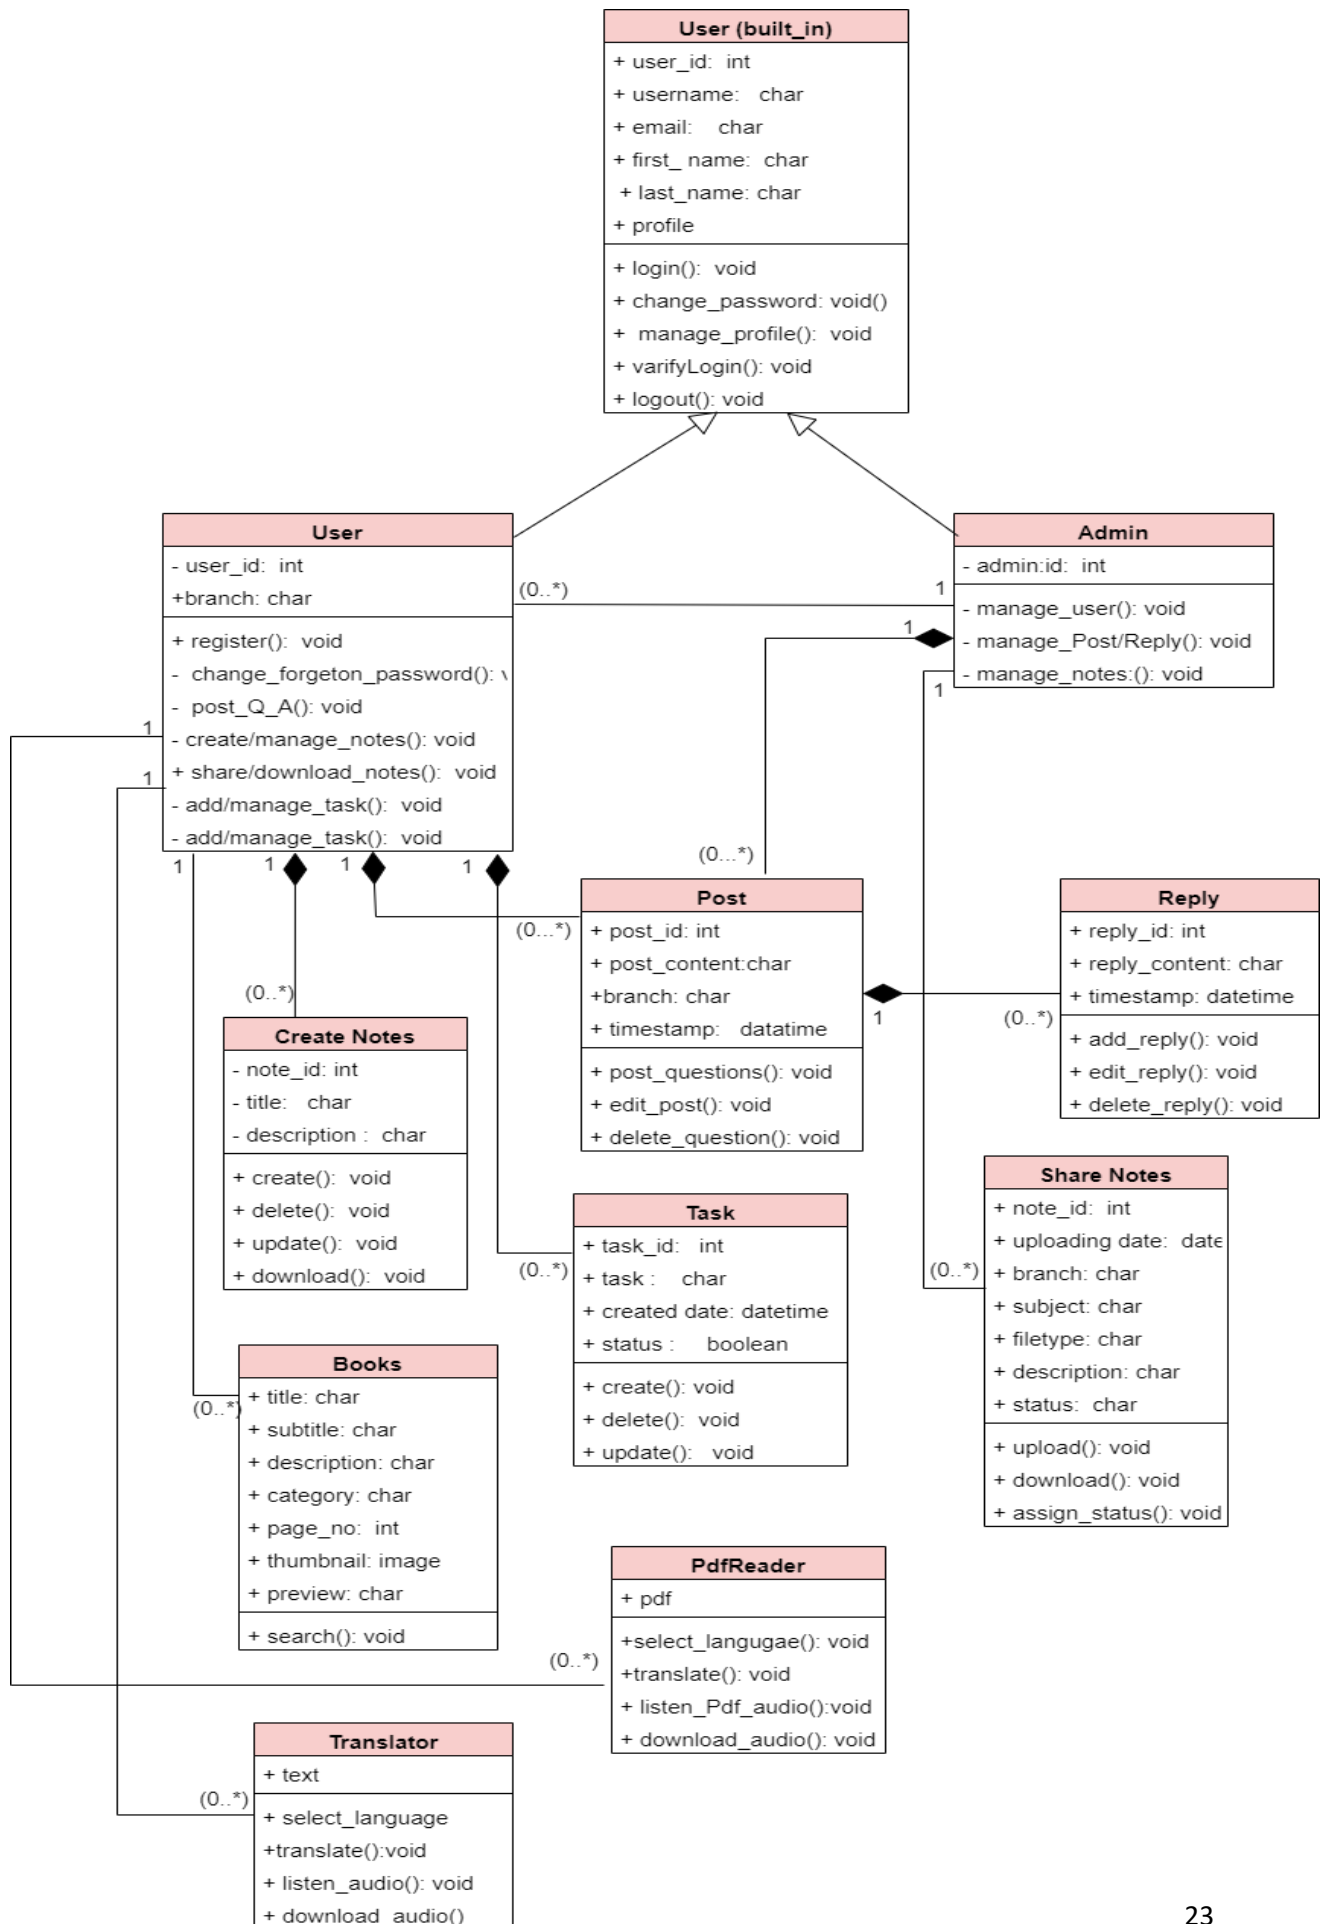 User (built_in)
+ user_id: int
+ username: char
+ email: char
+ first_ name: char
+ last_name: char
+ profile
+ login(): void
+ change_password: void()
+ manage_profile(): void
+ varifyLogin(): void
+ logout(): void
User
- user_id: int
+branch: char
+ register(): void
- change_forgeton_password(): v
- post_Q_A(): void
- create/manage_notes(): void
+ share/download_notes(): void
- add/manage_task(): void
- add/manage_task(): void
Admin
- admin:id: int
- manage_user(): void
- manage_Post/Reply(): void
- manage_notes:(): void
(0..*)
1
1
1
1
1
1
1
1
1
(0...*)
(0...*)
Post
+ post_id: int
+ post_content:char
+branch: char
+ timestamp: datatime
+ post_questions(): void
+ edit_post(): void
+ delete_question(): void
1
(0..*)
Reply
+ reply_id: int
+ reply_content: char
+ timestamp: datetime
+ add_reply(): void
+ edit_reply(): void
+ delete_reply(): void
(0..*)
Create Notes
- note_id: int
- title: char
- description : char
+ create(): void
+ delete(): void
+ update(): void
+ download(): void
(0..*)
Task
+ task_id: int
+ task : char
+ created date: datetime
+ status : boolean
+ create(): void
+ delete(): void
+ update(): void
(0..*)
Share Notes
+ note_id: int
+ uploading date: date
+ branch: char
+ subject: char
+ filetype: char
+ description: char
+ status: char
+ upload(): void
+ download(): void
+ assign_status(): void
(0..*)
Books
+ title: char
+ subtitle: char
+ description: char
+ category: char
+ page_no: int
+ thumbnail: image
+ preview: char
+ search(): void
(0..*)
PdfReader
+ pdf
+select_langugae(): void
+translate(): void
+ listen_Pdf_audio():void
+ download_audio(): void
(0..*)
Translator
+ text
+ select_language
+translate():void
+ listen_audio(): void
+ download_audio()
23